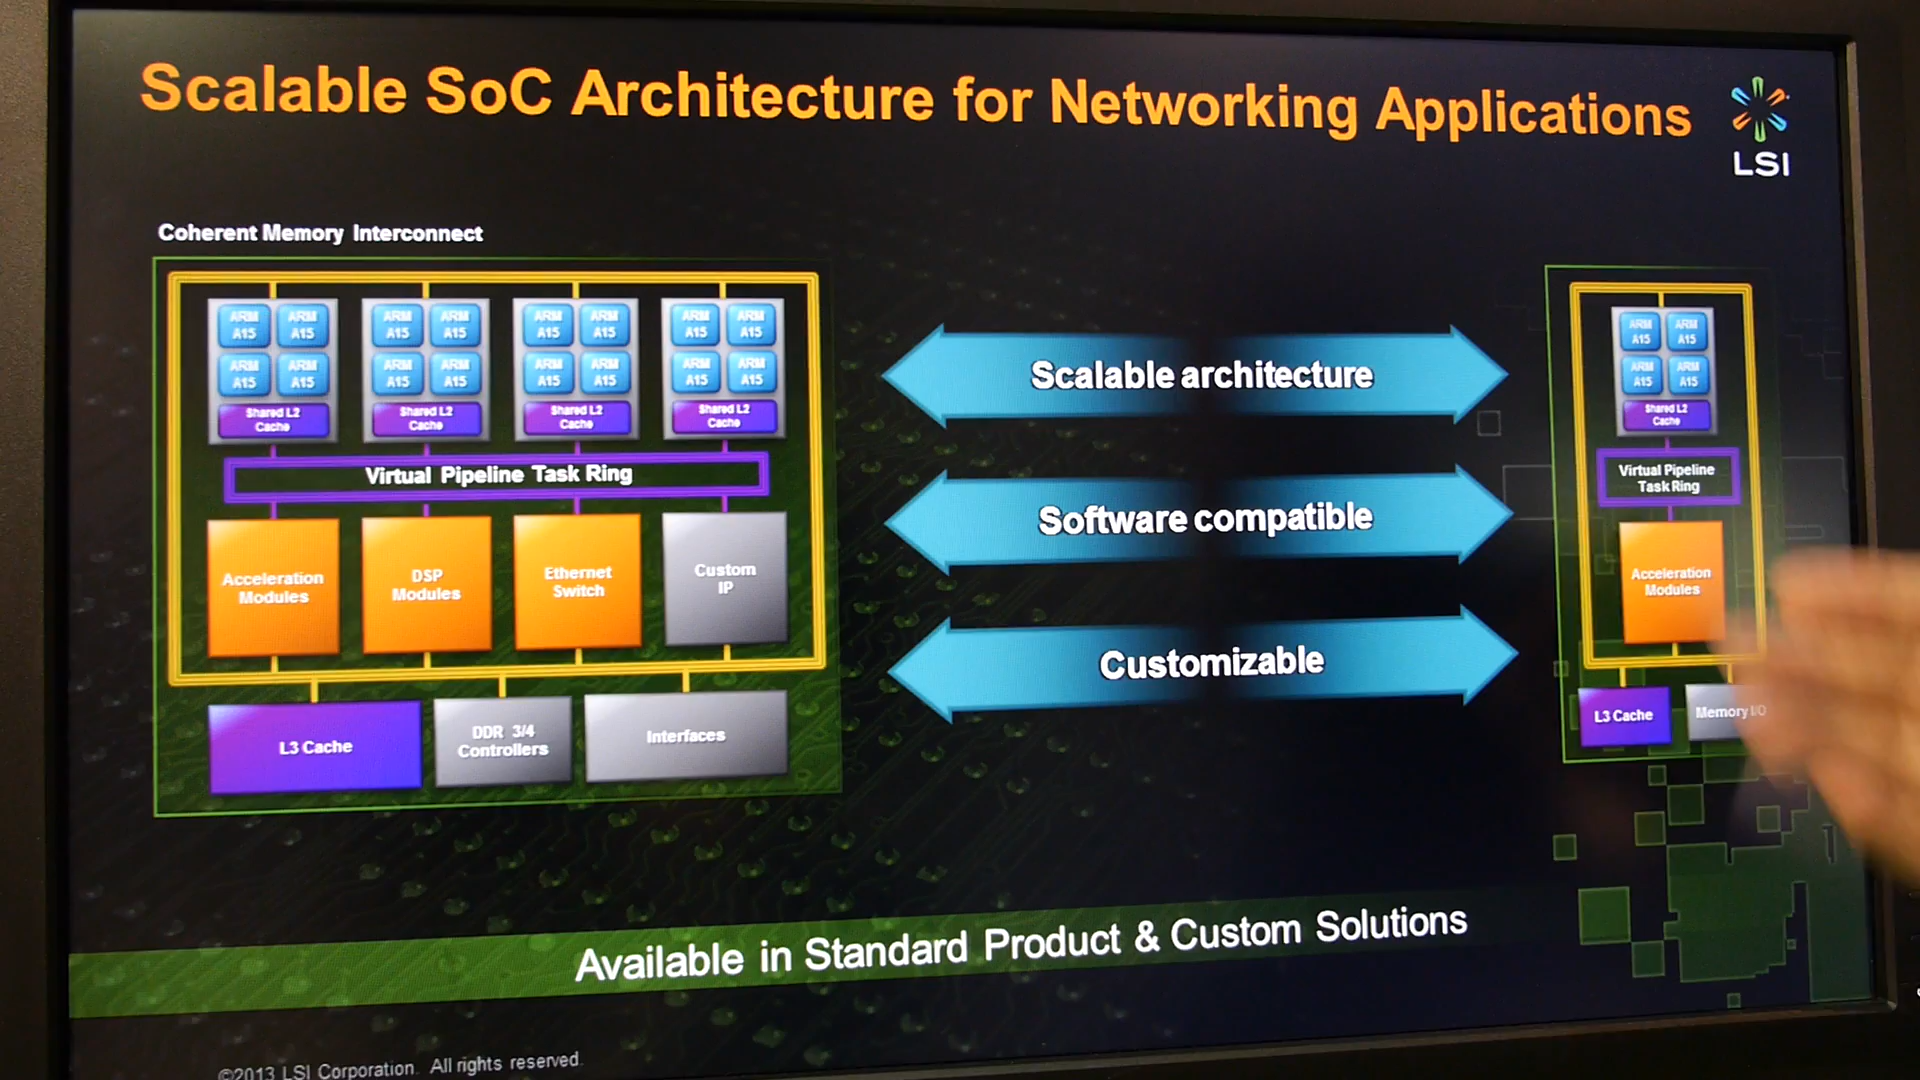 Scalable SoC Architecture for Networking Applications
LSI
Coherent Memory Interconnect
ARM A15
ARM A15
ARM A15
ARM A15
Shared L2
Cache
ARM A15
ARM A15
ARM A15
ARM A15
Shared L2
Cache
ARM A15
ARM A15
ARM A15
ARM A15
Shared L2
Cache
ARM A15
ARM A15
ARM A15
ARM A15
Shared L2
Cache
Virtual Pipeline Task Ring
Acceleration
Modules
DSP
Modules
Ethernet
Switch
Custom
IP
L3 Cache
DDR 3/4
Controllers
Interfaces
Scalable architecture
Software compatible
Customizable
ARM A15
ARM A15
ARM A15
ARM A15
Shared L2
Cache
Virtual Pipeline
Task Ring
Acceleration
Modules
L3 Cache
Memory I/O
Available in Standard Product & Custom Solutions
©2013 LSI Corporation. All rights reserved.